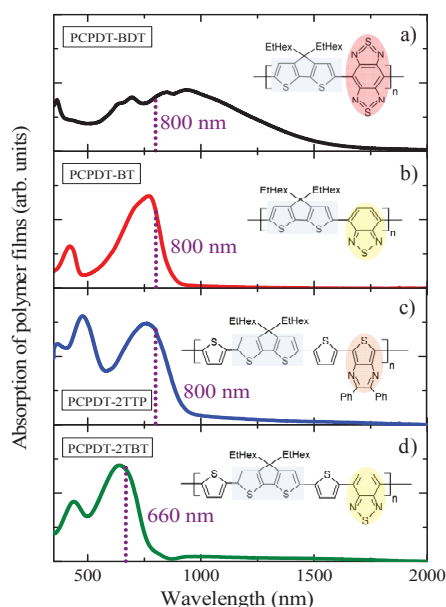 PCPDT-BDT
a)
EtHex
EtHex
N
S
N
S
S
n
N
S
N
800 nm
PCPDT-BT
b)
EtHex
EtHex
S
S
n
N
S
N
800 nm
c)
EtHex
EtHex
S
S
S
S
S
S
n
N
N
Ph
Ph
PCPDT-2TTP
800 nm
PCPDT-2TBT
d)
EtHex
EtHex
S
S
S
S
n
N
S
N
660 nm
500
1000
1500
2000
Wavelength (nm)
Absorption of polymer films (arb. units)